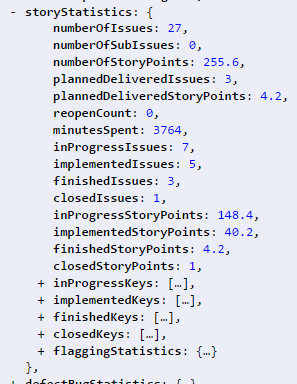 - storyStatistics: {
numberOfIssues: 27,
numberOfSubIssues: 0,
numberOfStoryPoints: 255.6,
plannedDeliveredIssues: 3,
plannedDeliveredStoryPoints: 4.2,
reopenCount: 0,
minutesSpent: 3764,
inProgressIssues: 7,
implementedIssues: 5,
finishedIssues: 3,
closedIssues: 1,
inProgressStoryPoints: 148.4,
implementedStoryPoints: 40.2,
finishedStoryPoints: 4.2,
closedStoryPoints: 1,
+ inProgressKeys: […],
+ implementedKeys: […],
+ finishedKeys: […],
+ closedKeys: […],
+ flaggingStatistics: {…}
},
+ defectBugStatistics: {…}